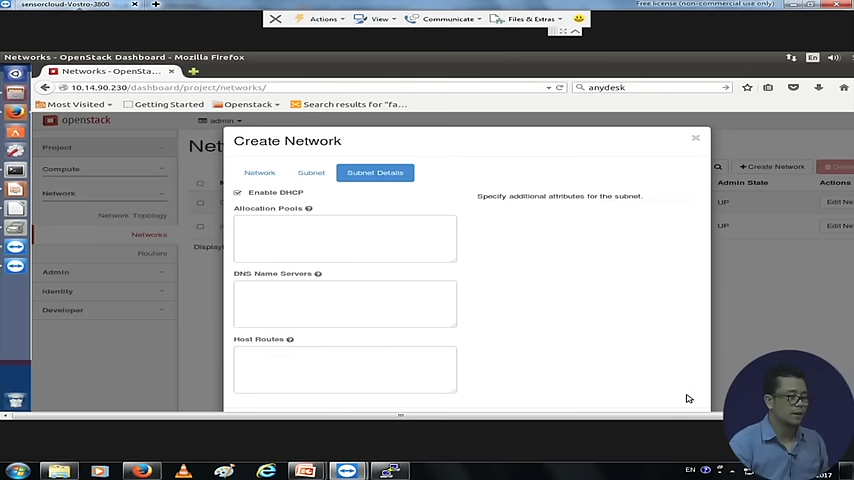 sensorcloud-Vostro-3800
Free license (non-commercial use only)
Actions
View
Communicate
Files & Extras
Networks - OpenStack Dashboard - Mozilla Firefox
En
Networks - OpenSta...
10.14.90.230/dashboard/project/networks/
anydesk
Most Visited
Getting Started
Openstack
Search results for "fa...
openstack
admin
Create Network
Project
Net
Compute
Network
Subnet
Subnet Details
Create Network
Admin State
Actions
Enable DHCP
Specify additional attributes for the subnet.
Network
Allocation Pools
UP
Edit Ne
Network Topology
Networks
UP
Edit Ne
Displayi
Routers
Admin
DNS Name Servers
Identity
Developer
Host Routes
EN
2017